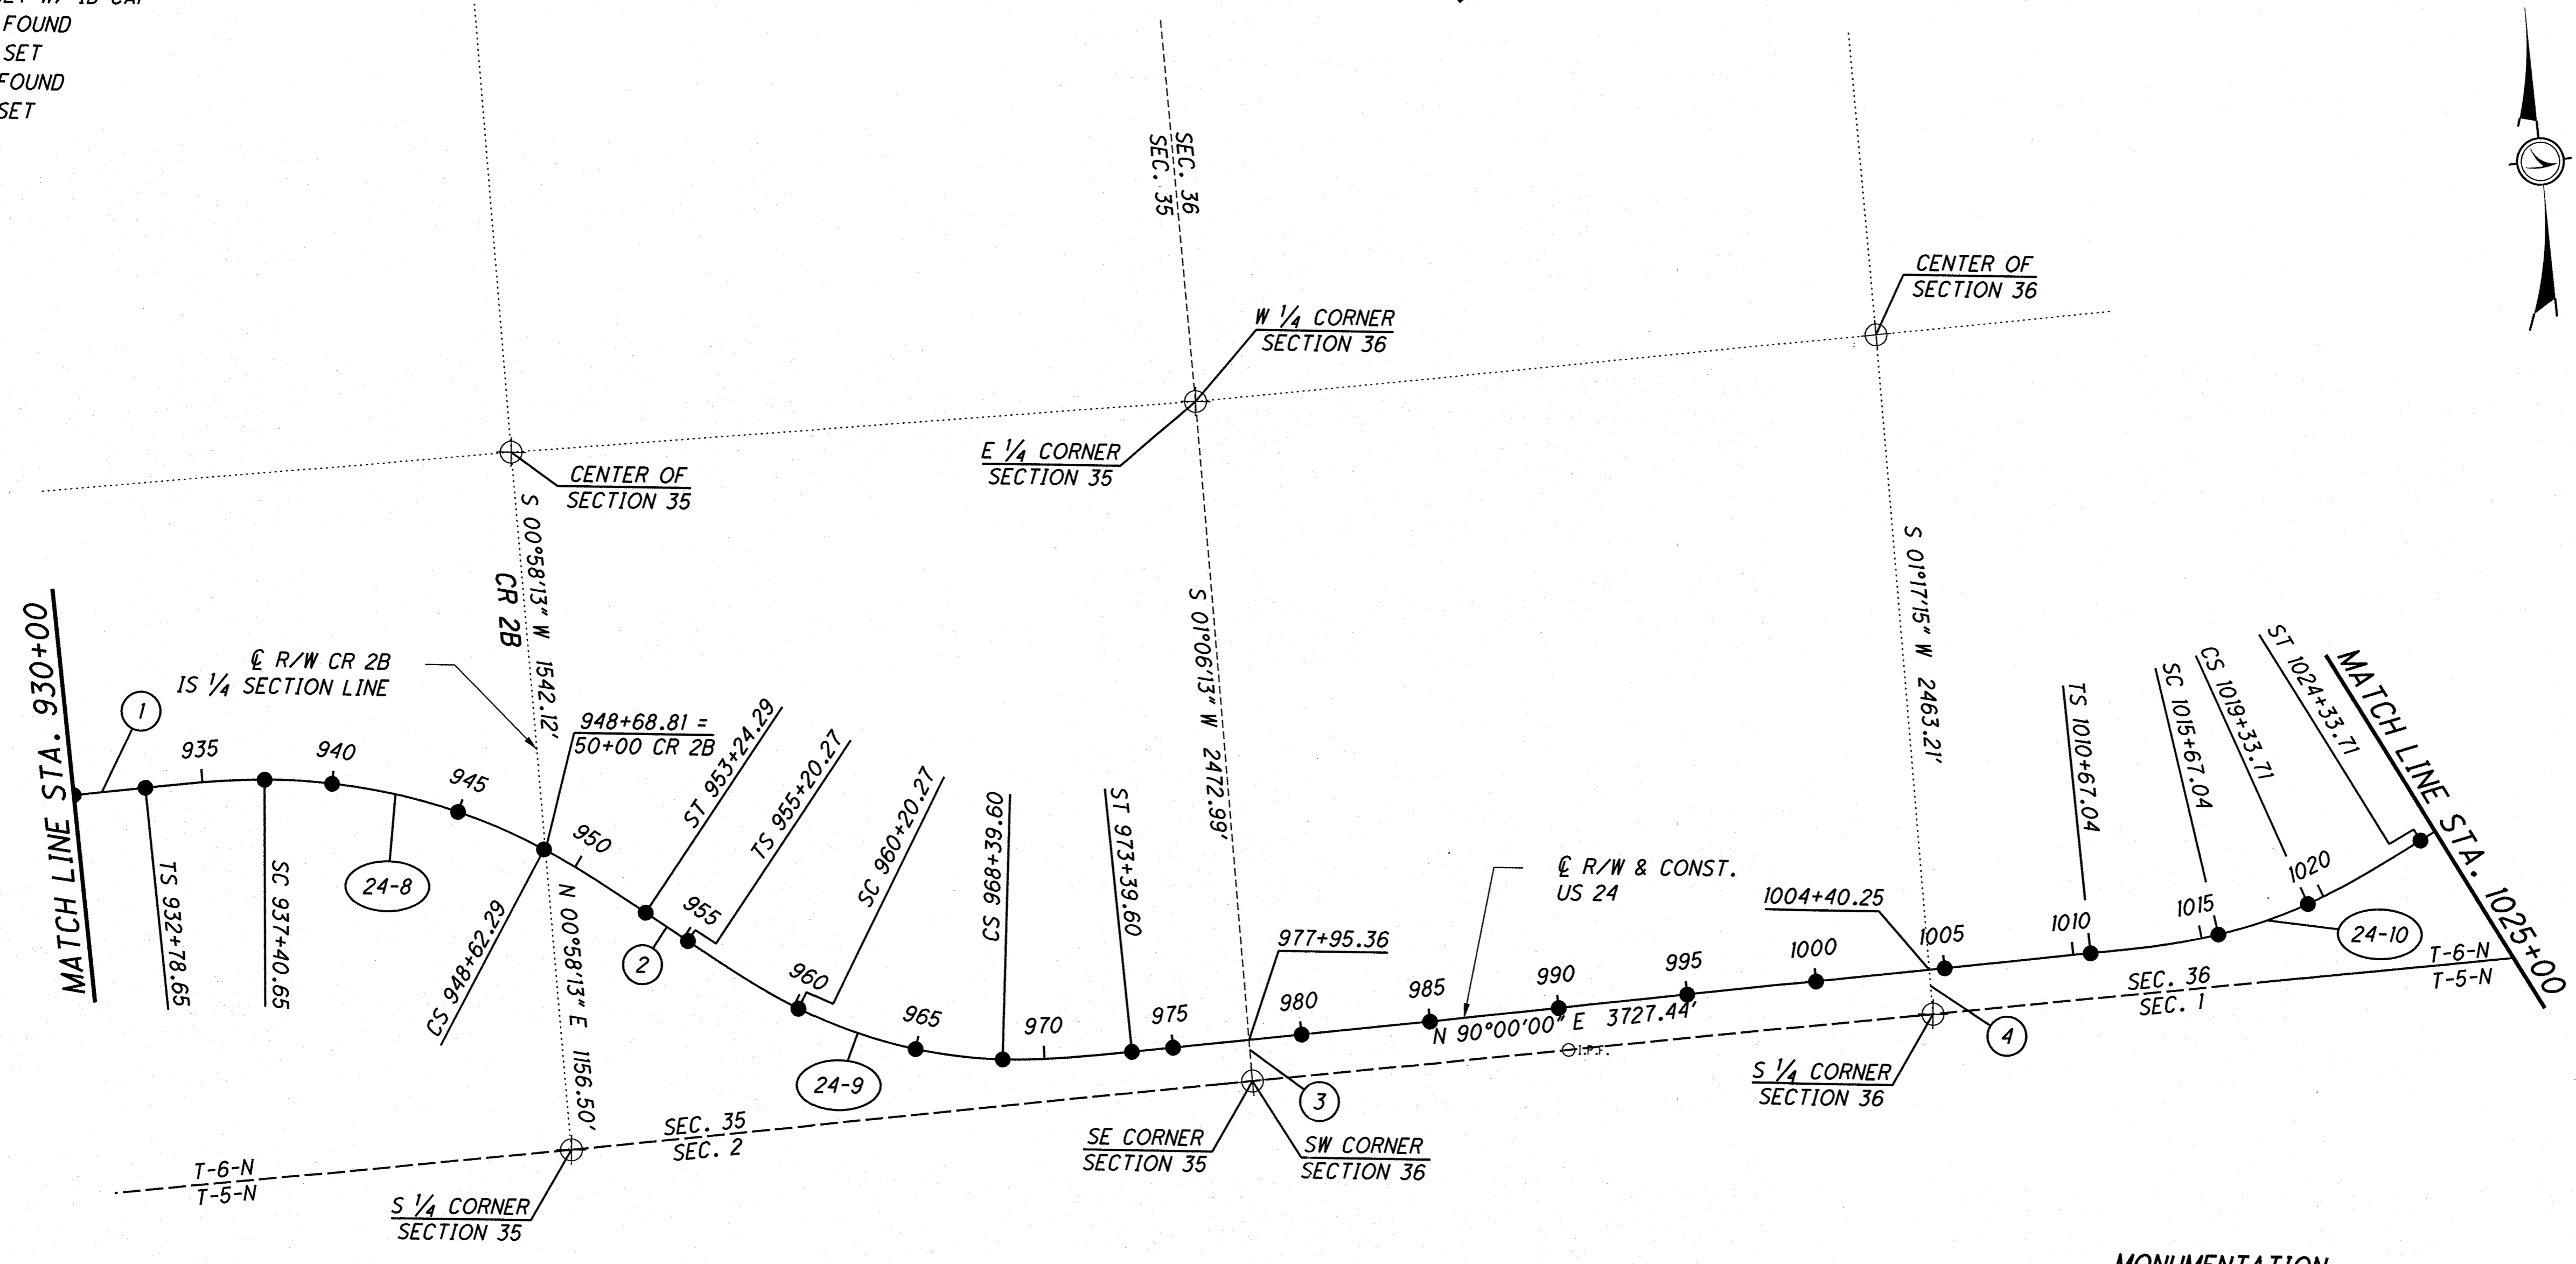 FOUND
SET
FOUND
SET
SEC. 36
SEC. 35
CENTER OF
SECTION 36
W 1/4 CORNER
SECTION 36
E 1/4 CORNER
SECTION 35
CENTER OF
SECTION 35
S 00°58'13" W 1542.12'
CR 2B
S 01°06'13" W 2472.99'
S 01°17'15" W 2463.21'
MATCH LINE STA. 930+00
℄ R/W CR 2B
IS 1/4 SECTION LINE
1
935
940
945
948+68.81 =
50+00 CR 2B
950
ST 953+24.29
TS 955+20.27
SC 960+20.27
CS 968+39.60
ST 973+39.60
TS 932+78.65
SC 937+40.65
24-8
CS 948+62.29
N 00°58'13" E 1156.50'
2
955
960
965
970
975
24-9
977+95.36
980
985
990
995
1000
℄ R/W & CONST.
US 24
N 90°00'00" E 3727.44'
I.P.F.
1004+40.25
1005
1010
1015
1020
TS 1010+67.04
SC 1015+67.04
CS 1019+33.71
ST 1024+33.71
MATCH LINE STA. 1025+00
24-10
T-6-N
T-5-N
SEC. 36
SEC. 1
4
S 1/4 CORNER
SECTION 36
3
SE CORNER
SECTION 35
SW CORNER
SECTION 36
SEC. 35
SEC. 2
T-6-N
T-5-N
S 1/4 CORNER
SECTION 35
MONUMENTATION